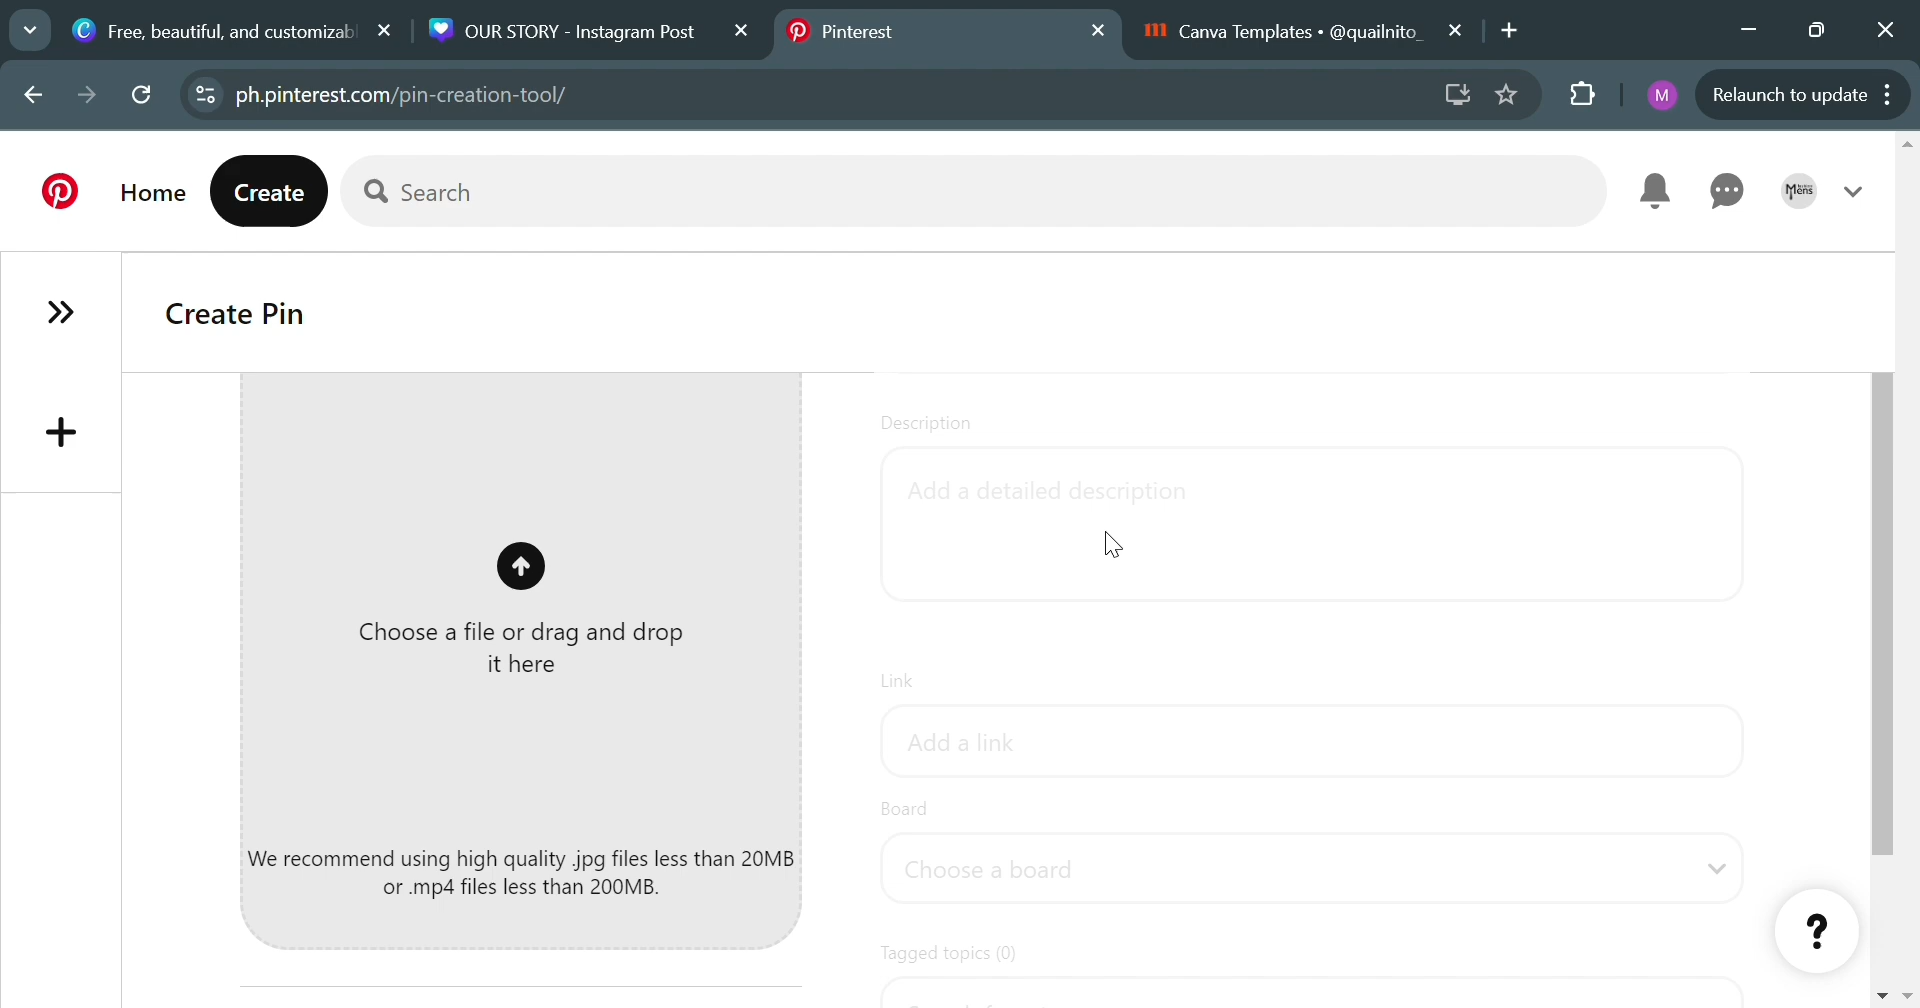 Free, beautiful, and customizabl
OUR STORY - Instagram Post
Pinterest
Canva Templates • @quailnito_
ph.pinterest.com/pin-creation-tool/
M
Relaunch to update
Home
Create
Search
Mens
Create Pin
Choose a file or drag and drop
it here
We recommend using high quality .jpg files less than 20MB
or .mp4 files less than 200MB.
Description
Add a detailed description
Link
Add a link
Board
Choose a board
Tagged topics (0)
?